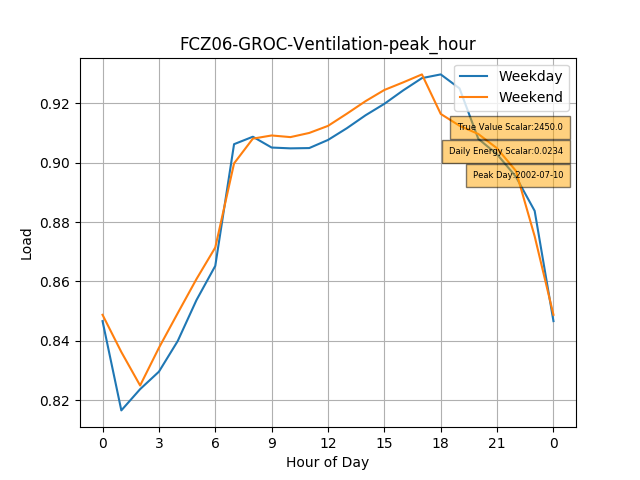 FCZ06-GROC-Ventilation-peak_hour
Load
0.92
0.90
0.88
0.86
0.84
0.82
Weekday
Weekend
True Value Scalar:2450.0
Daily Energy Scalar:0.0234
Peak Day:2002-07-10
0 3 6 9 12 15 18 21 0
Hour of Day